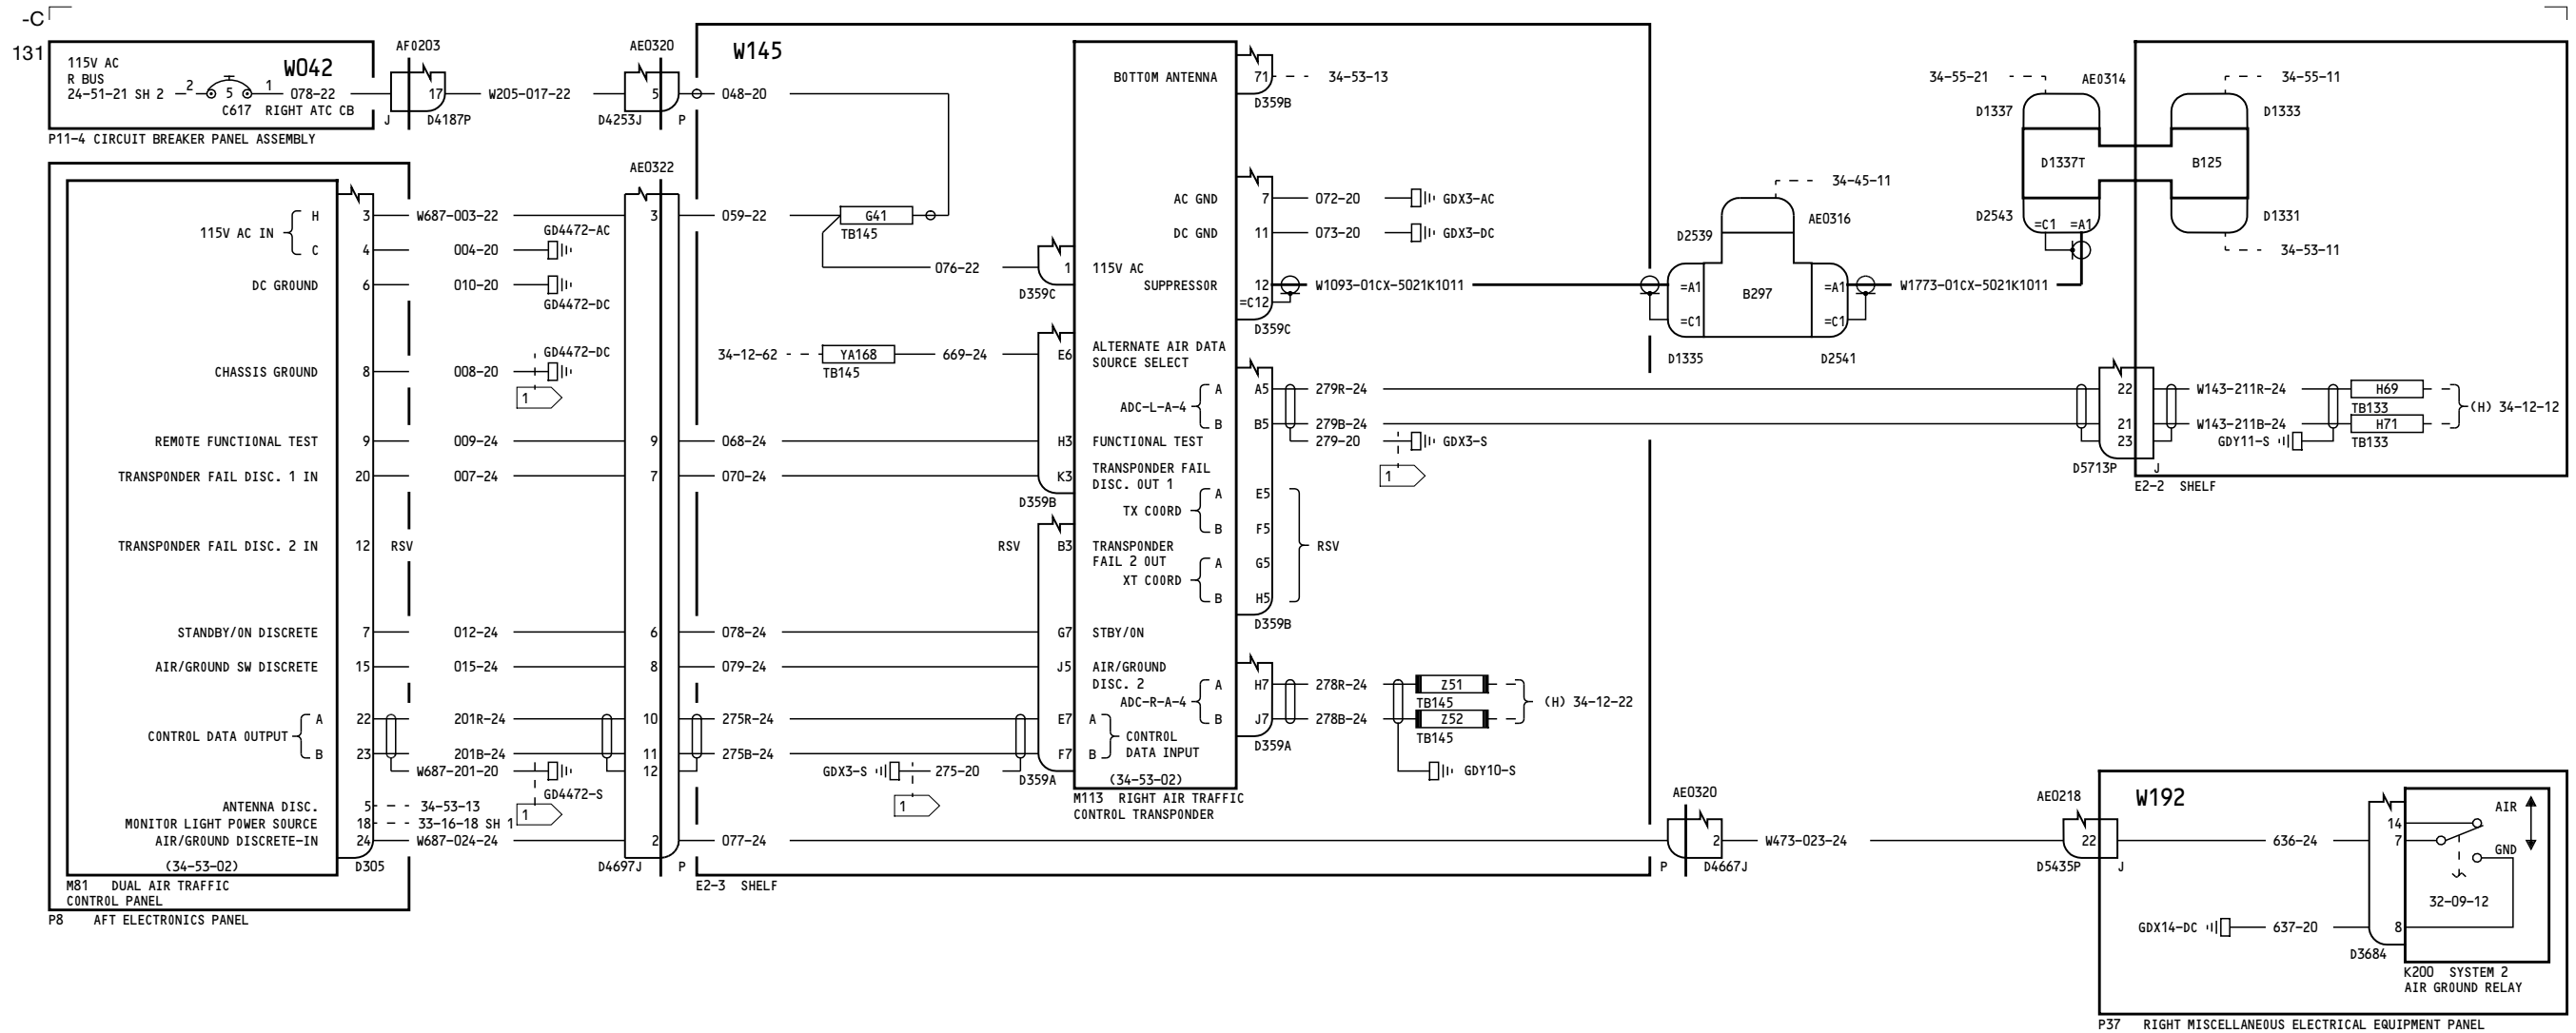 -C
131
115V AC
R BUS
24-51-21 SH 2
2
5
1
C617
W042
078-22
RIGHT ATC CB
P11-4 CIRCUIT BREAKER PANEL ASSEMBLY
AF0203
17
J
D4187P
W205-017-22
AE0320
5
D4253J
P
W145
048-20
115V AC IN
H
C
DC GROUND
CHASSIS GROUND
REMOTE FUNCTIONAL TEST
TRANSPONDER FAIL DISC. 1 IN
TRANSPONDER FAIL DISC. 2 IN
STANDBY/ON DISCRETE
AIR/GROUND SW DISCRETE
CONTROL DATA OUTPUT
A
B
ANTENNA DISC.
MONITOR LIGHT POWER SOURCE
AIR/GROUND DISCRETE-IN
(34-53-02)
M81 DUAL AIR TRAFFIC
CONTROL PANEL
P8 AFT ELECTRONICS PANEL
3
4
6
8
9
20
12
RSV
7
15
22
23
5
18
24
D305
W687-003-22
004-20
GD4472-AC
010-20
GD4472-DC
GD4472-DC
008-20
1
009-24
007-24
012-24
015-24
201R-24
201B-24
W687-201-20
GD4472-S
1
34-53-13
33-16-18 SH 1
W687-024-24
AE0322
3
9
7
6
8
10
11
12
2
D4697J
P
059-22
G41
TB145
076-22
34-12-62
YA168
TB145
669-24
068-24
070-24
RSV
078-24
079-24
275R-24
275B-24
GDX3-S
275-20
1
077-24
E2-3 SHELF
1
D359C
E6
H3
K3
D359B
B3
G7
J5
E7
F7
D359A
BOTTOM ANTENNA
AC GND
DC GND
115V AC
SUPPRESSOR
ALTERNATE AIR DATA
SOURCE SELECT
ADC-L-A-4
A
B
FUNCTIONAL TEST
TRANSPONDER FAIL
DISC. OUT 1
TX COORD
A
B
TRANSPONDER
FAIL 2 OUT
XT COORD
A
B
STBY/ON
AIR/GROUND
DISC. 2
ADC-R-A-4
A
B
A
B
CONTROL
DATA INPUT
(34-53-02)
M113 RIGHT AIR TRAFFIC
CONTROL TRANSPONDER
71
D359B
34-53-13
7
11
12
=C12
D359C
072-20
GDX3-AC
073-20
GDX3-DC
W1093-01CX-5021K1011
A5
B5
279R-24
279B-24
279-20
GDX3-S
1
E5
F5
G5
H5
RSV
D359B
H7
J7
D359A
278R-24
278B-24
Z51
TB145
Z52
TB145
(H) 34-12-22
GDY10-S
34-45-11
AE0316
D2539
=A1
=C1
B297
=A1
=C1
D1335
D2541
W1773-01CX-5021K1011
34-55-21
AE0314
D1337
D1337T
D2543
=C1
=A1
34-55-11
D1333
B125
D1331
34-53-11
22
21
23
D5713P
J
W143-211R-24
W143-211B-24
GDY11-S
H69
TB133
H71
TB133
(H) 34-12-12
E2-2 SHELF
AE0320
2
P
D4667J
W473-023-24
AE0218
22
D5435P
J
W192
636-24
GDX14-DC
637-20
14
7
8
D3684
AIR
GND
32-09-12
K200 SYSTEM 2
AIR GROUND RELAY
P37 RIGHT MISCELLANEOUS ELECTRICAL EQUIPMENT PANEL